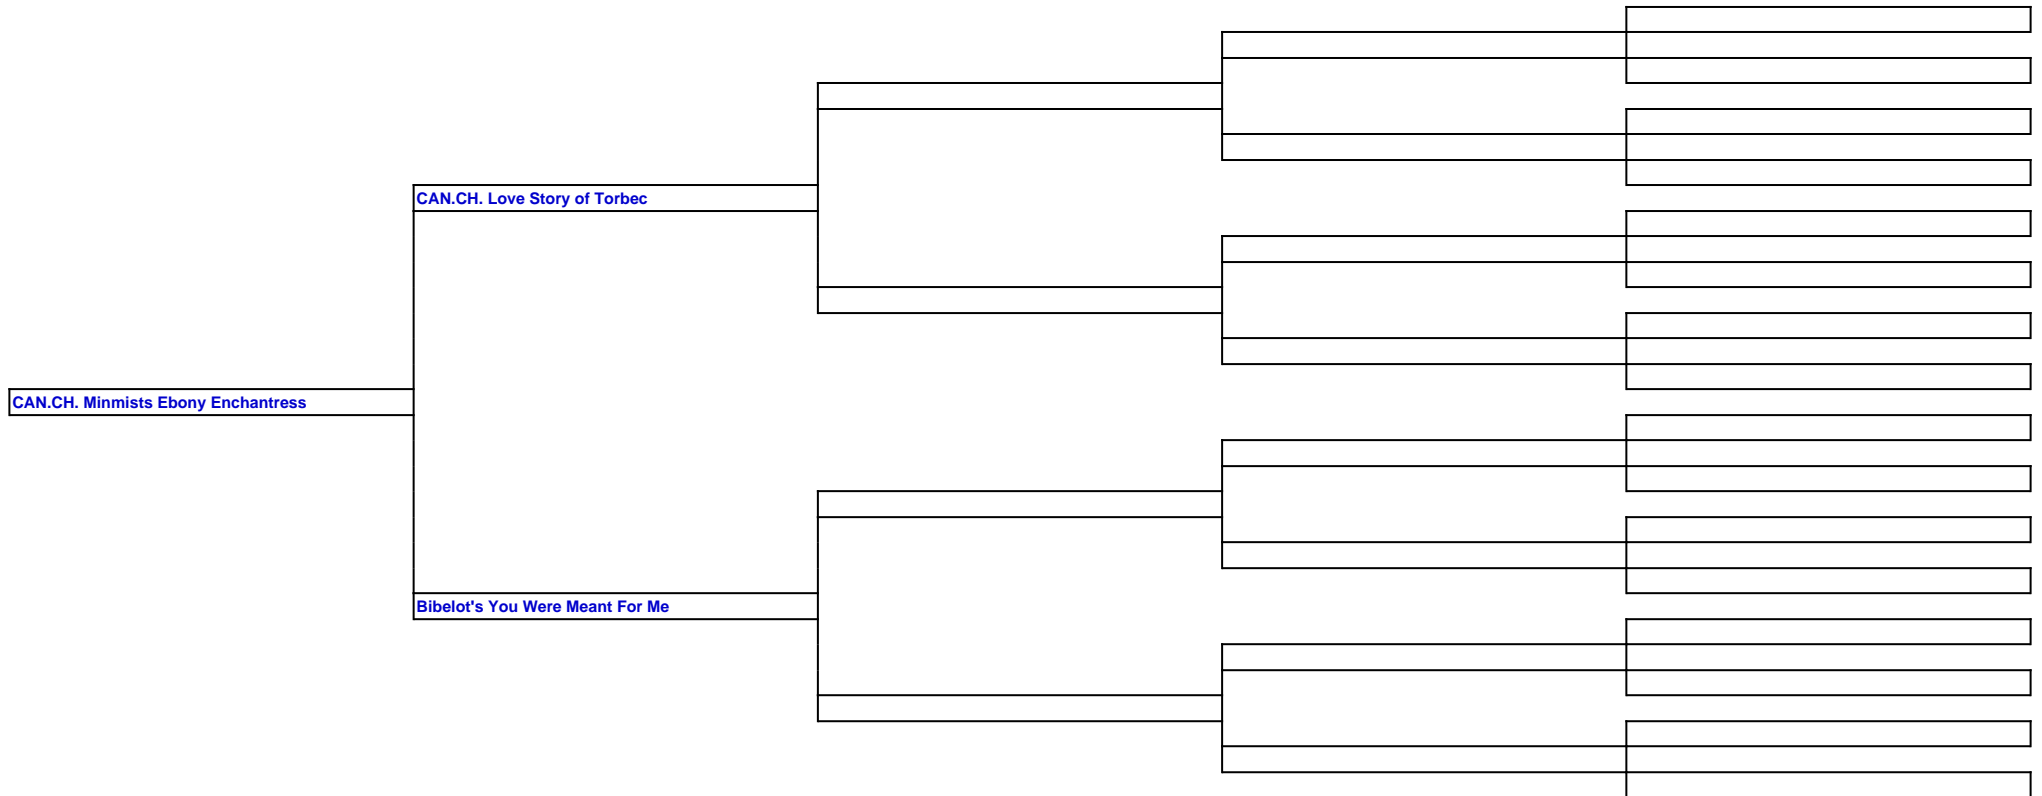 CAN.CH. Love Story of Torbec
CAN.CH. Minmists Ebony Enchantress
Bibelot's You Were Meant For Me